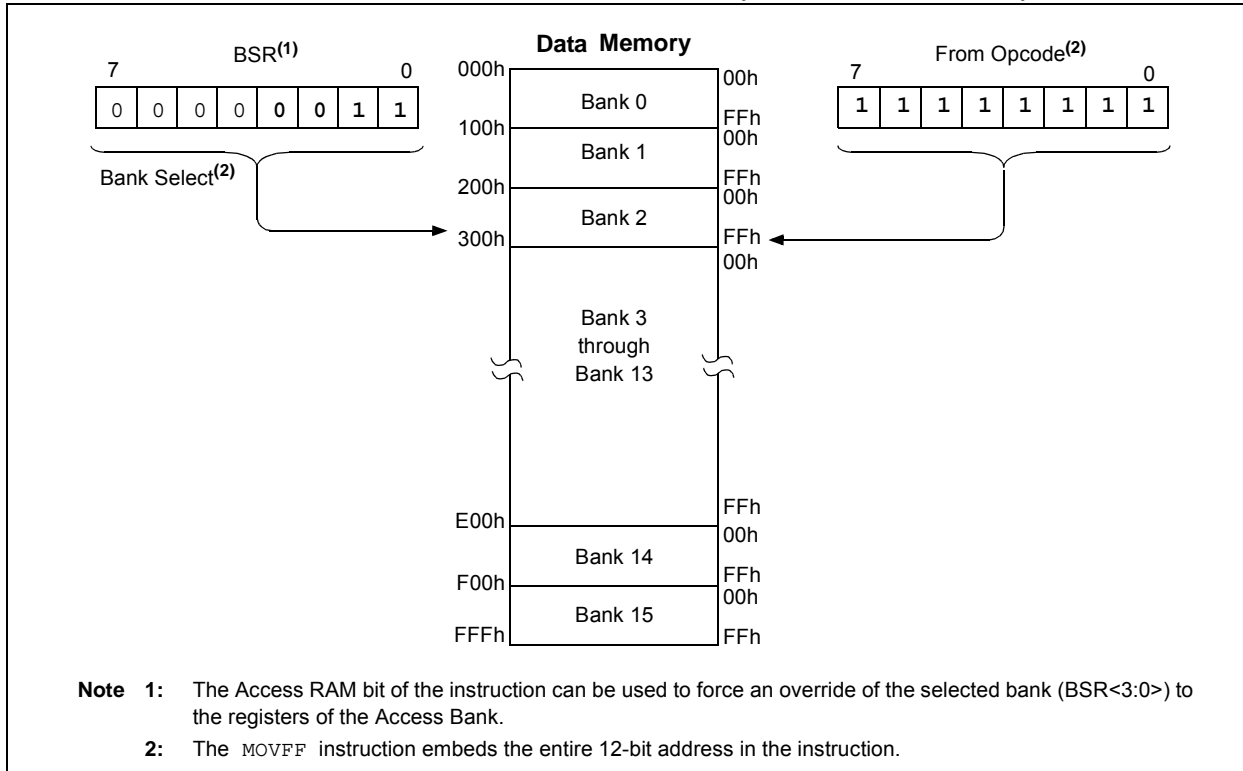 BSR(1)
7 0
0 0 0 0 0 0 1 1
Bank Select(2)
Data Memory
000h
100h
200h
300h
E00h
F00h
FFFh
Bank 0
Bank 1
Bank 2
Bank 3
through
Bank 13
Bank 14
Bank 15
00h
FFh
00h
FFh
00h
FFh
00h
FFh
00h
FFh
00h
FFh
From Opcode(2)
7 0
1 1 1 1 1 1 1 1
Note 1: The Access RAM bit of the instruction can be used to force an override of the selected bank (BSR<3:0>) to
the registers of the Access Bank.
2: The MOVFF instruction embeds the entire 12-bit address in the instruction.